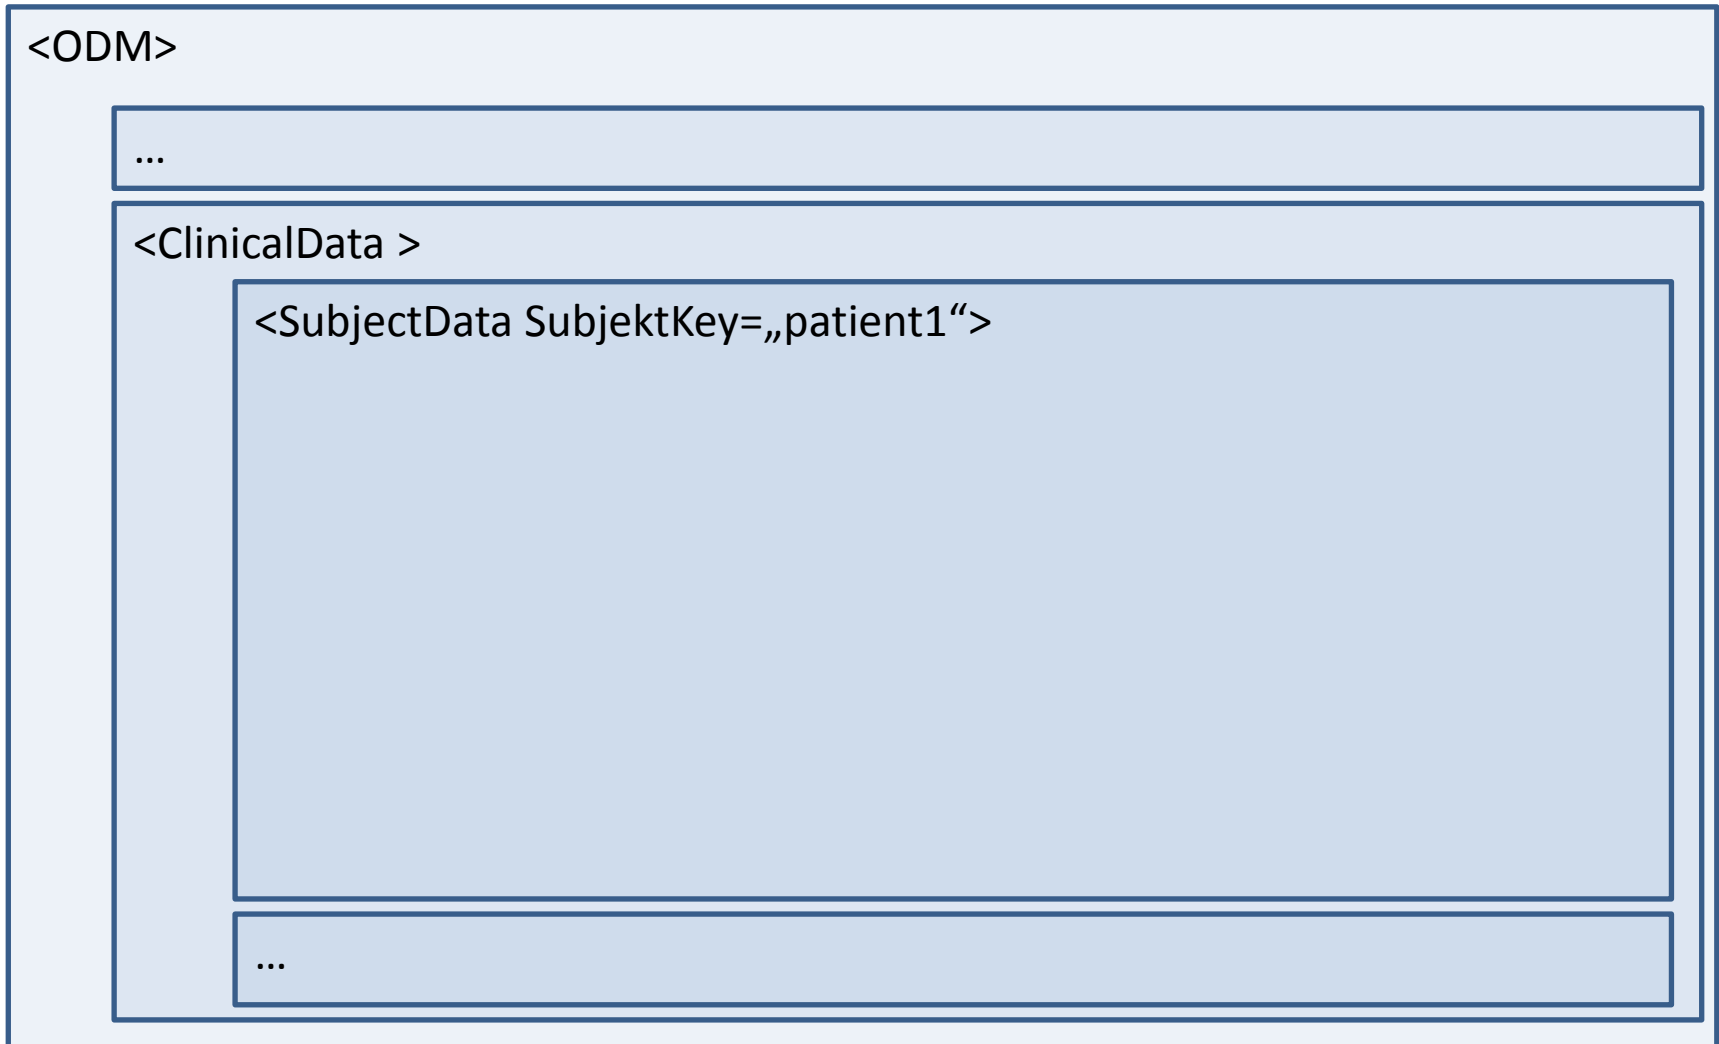 <ODM>
…
<ClinicalData >
<SubjectData SubjektKey=„patient1“>
…